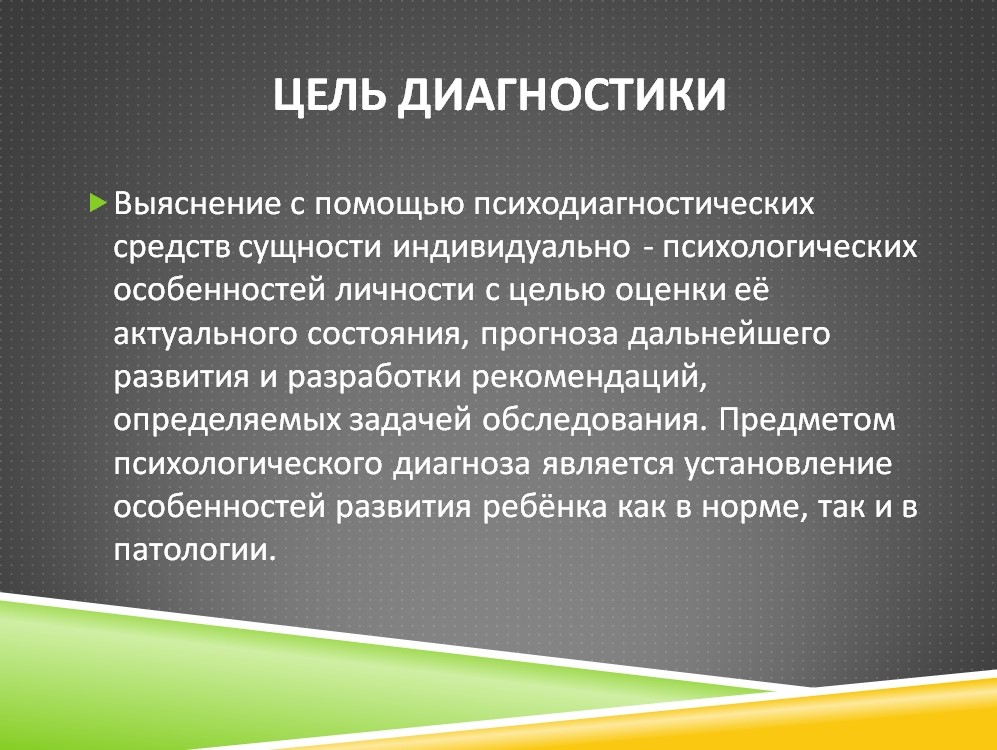 ЦЕЛЬ ДИАГНОСТИКИ
Выяснение с помощью психодиагностических
средств сущности индивидуально - психологических
особенностей личности с целью оценки её
актуального состояния, прогноза дальнейшего
развития и разработки рекомендаций,
определяемых задачей обследования. Предметом
психологического диагноза является установление
особенностей развития ребёнка как в норме, так и в
патологии.